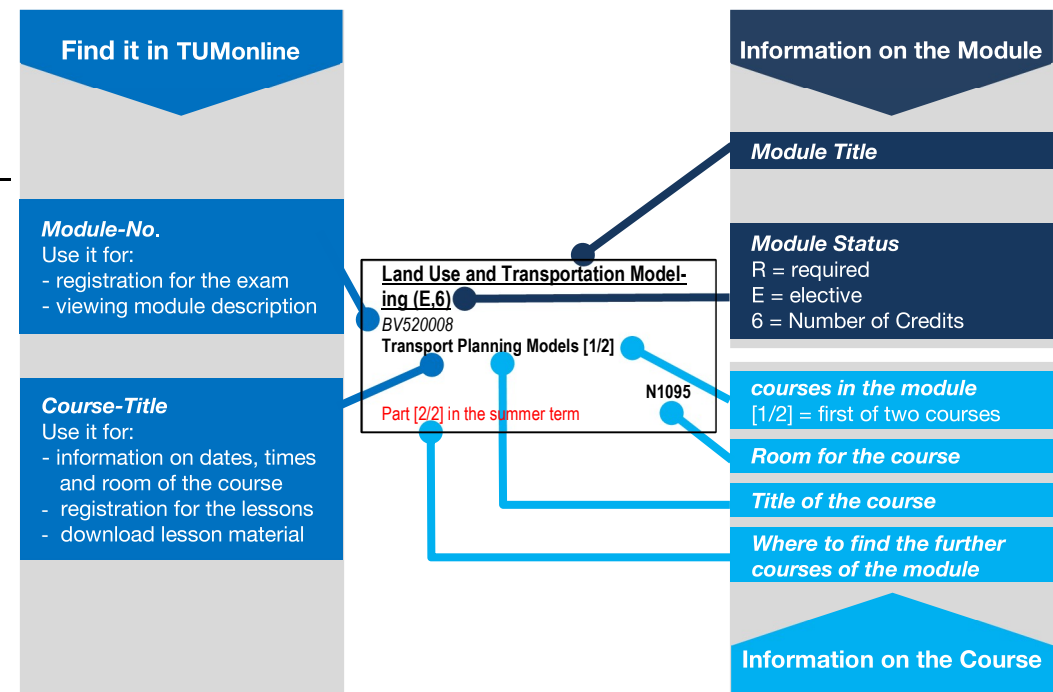 Find it in TUMonline
Module-No.
Use it for:
- registration for the exam
- viewing module description
Course-Title
Use it for:
- information on dates, times
and room of the course
- registration for the lessons
- download lesson material
Land Use and Transportation Model-
ing (E,6)
BV520008
Transport Planning Models [1/2]
N1095
Part [2/2] in the summer term
Information on the Module
Module Title
Module Status
R = required
E = elective
6 = Number of Credits
courses in the module
[1/2] = first of two courses
Room for the course
Title of the course
Where to find the further
courses of the module
Information on the Course